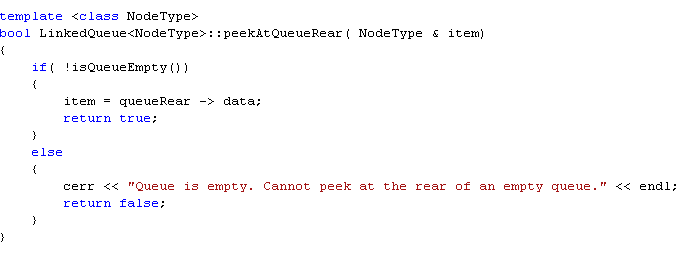 template <class NodeType>
bool LinkedQueue<NodeType>::peekAtQueueRear( NodeType & item)
{
    if( !isQueueEmpty())
    {
        item = queueRear -> data;
        return true;
    }
    else
    {
        cerr << "Queue is empty. Cannot peek at the rear of an empty queue." << endl;
        return false;
    }
}